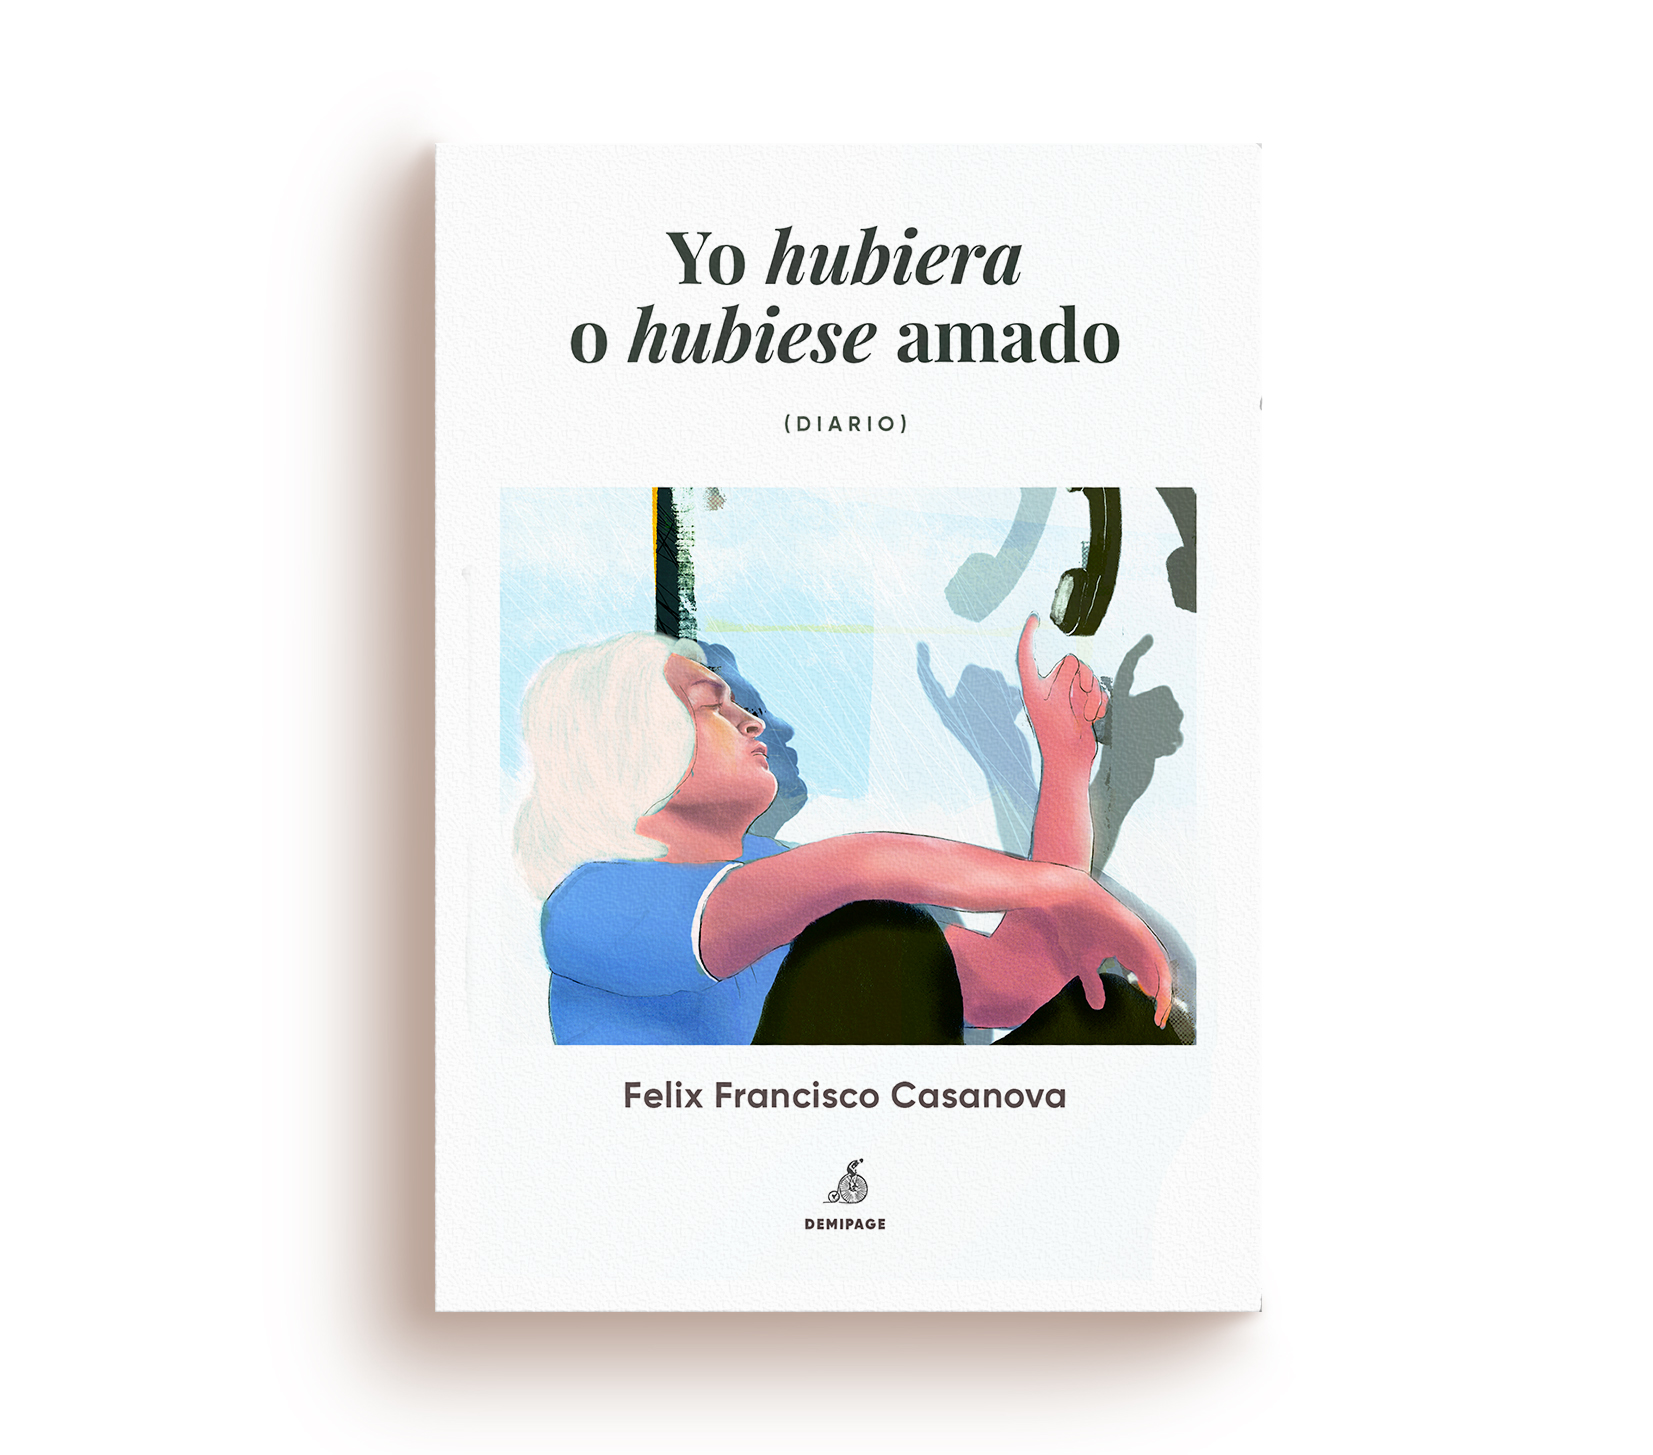 Yo hubiera
o hubiese amado
(DIARIO)
Felix Francisco Casanova
DEMIPAGE